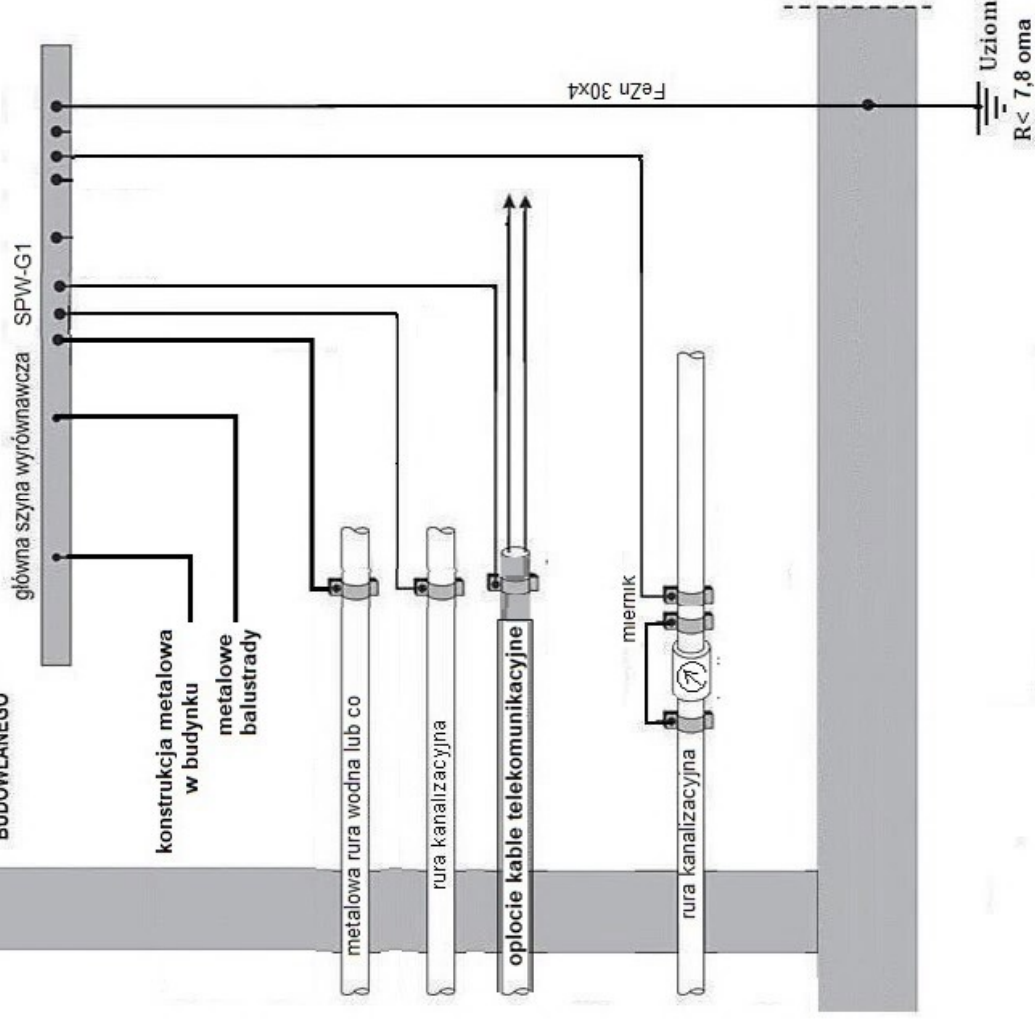 BUDOWLANEGO
główna szyna wyrównawcza SPW-G1
konstrukcja metalowa
w budynku
metalowe
balustrady
metalowa rura wodna lub co
rura kanalizacyjna
oplocie kable telekomunikacyjne
miernik
rura kanalizacyjna
FeZn 30x4
Uziom
R< 7,8 oma